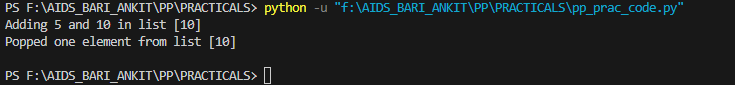 PS F:\AIDS_BARI_ANKIT\PP\PRACTICALS> python -u "f:\AIDS_BARI_ANKIT\PP\PRACTICALS\pp_prac_code.py"
Adding 5 and 10 in list [10]
Popped one element from list [10]
PS F:\AIDS_BARI_ANKIT\PP\PRACTICALS>